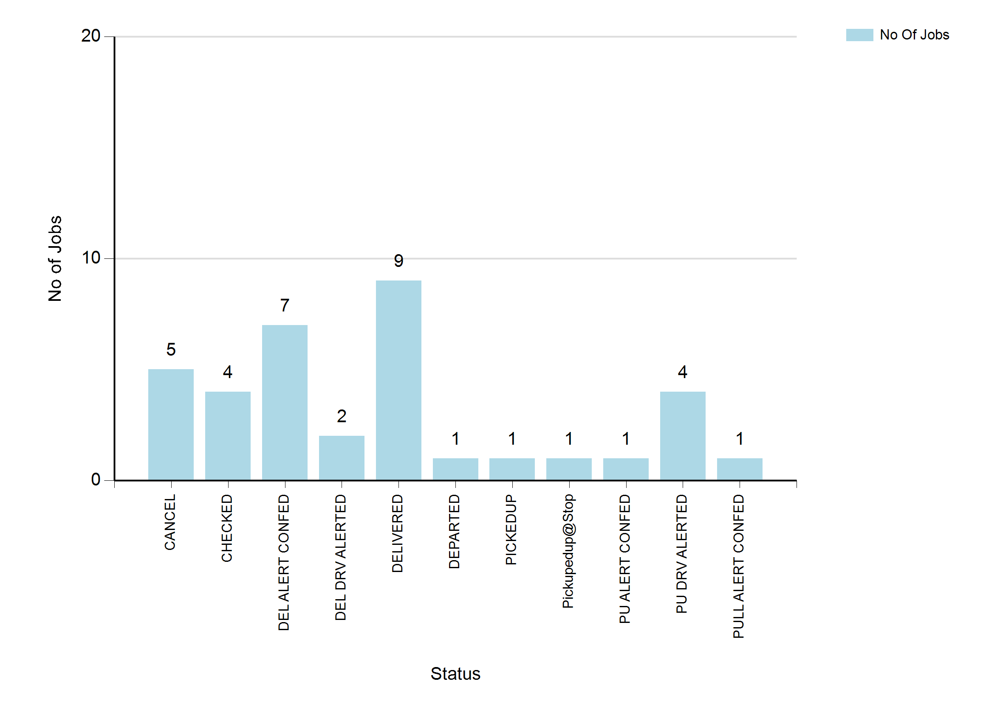 20
10
0
No of Jobs
No Of Jobs
5
4
7
2
9
1
1
1
1
4
1
CANCEL
CHECKED
DEL ALERT CONFED
DEL DRV ALERTED
DELIVERED
DEPARTED
PICKEDUP
Pickupedup@Stop
PU ALERT CONFED
PU DRV ALERTED
PULL ALERT CONFED
Status